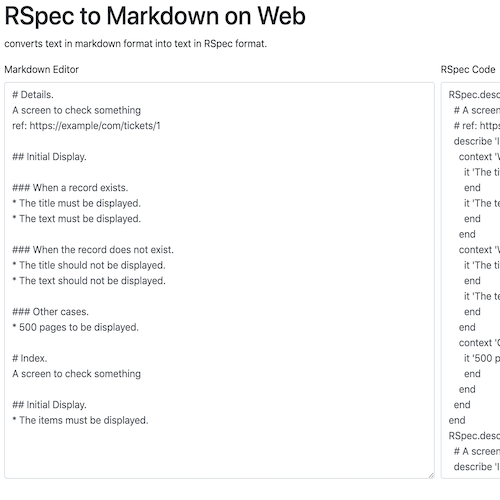 RSpec to Markdown on Web
converts text in markdown format into text in RSpec format.
Markdown Editor
# Details.
A screen to check something
ref: https://example/com/tickets/1
## Initial Display.
### When a record exists.
* The title must be displayed.
* The text must be displayed.
### When the record does not exist.
* The title should not be displayed.
* The text should not be displayed.
### Other cases.
* 500 pages to be displayed.
# Index.
A screen to check something
## Initial Display.
* The items must be displayed.
RSpec Code
RSpec.desc
# A screen
# ref: https
describe 'I
context 'W
it 'The ti
end
it 'The te
end
end
context 'W
it 'The ti
end
it 'The te
end
end
context 'O
it '500 p
end
end
end
end
RSpec.desc
# A screen
describe 'I